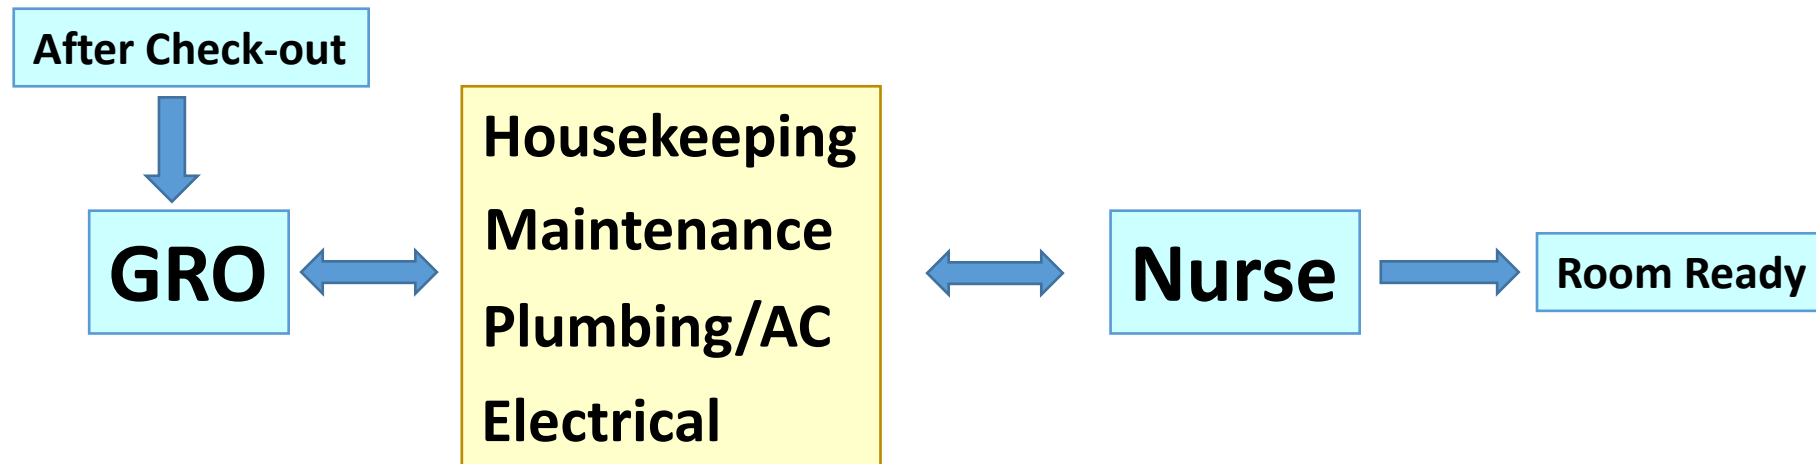 After Check-out
GRO
Housekeeping
Maintenance
Plumbing/AC
Electrical
Nurse
Room Ready